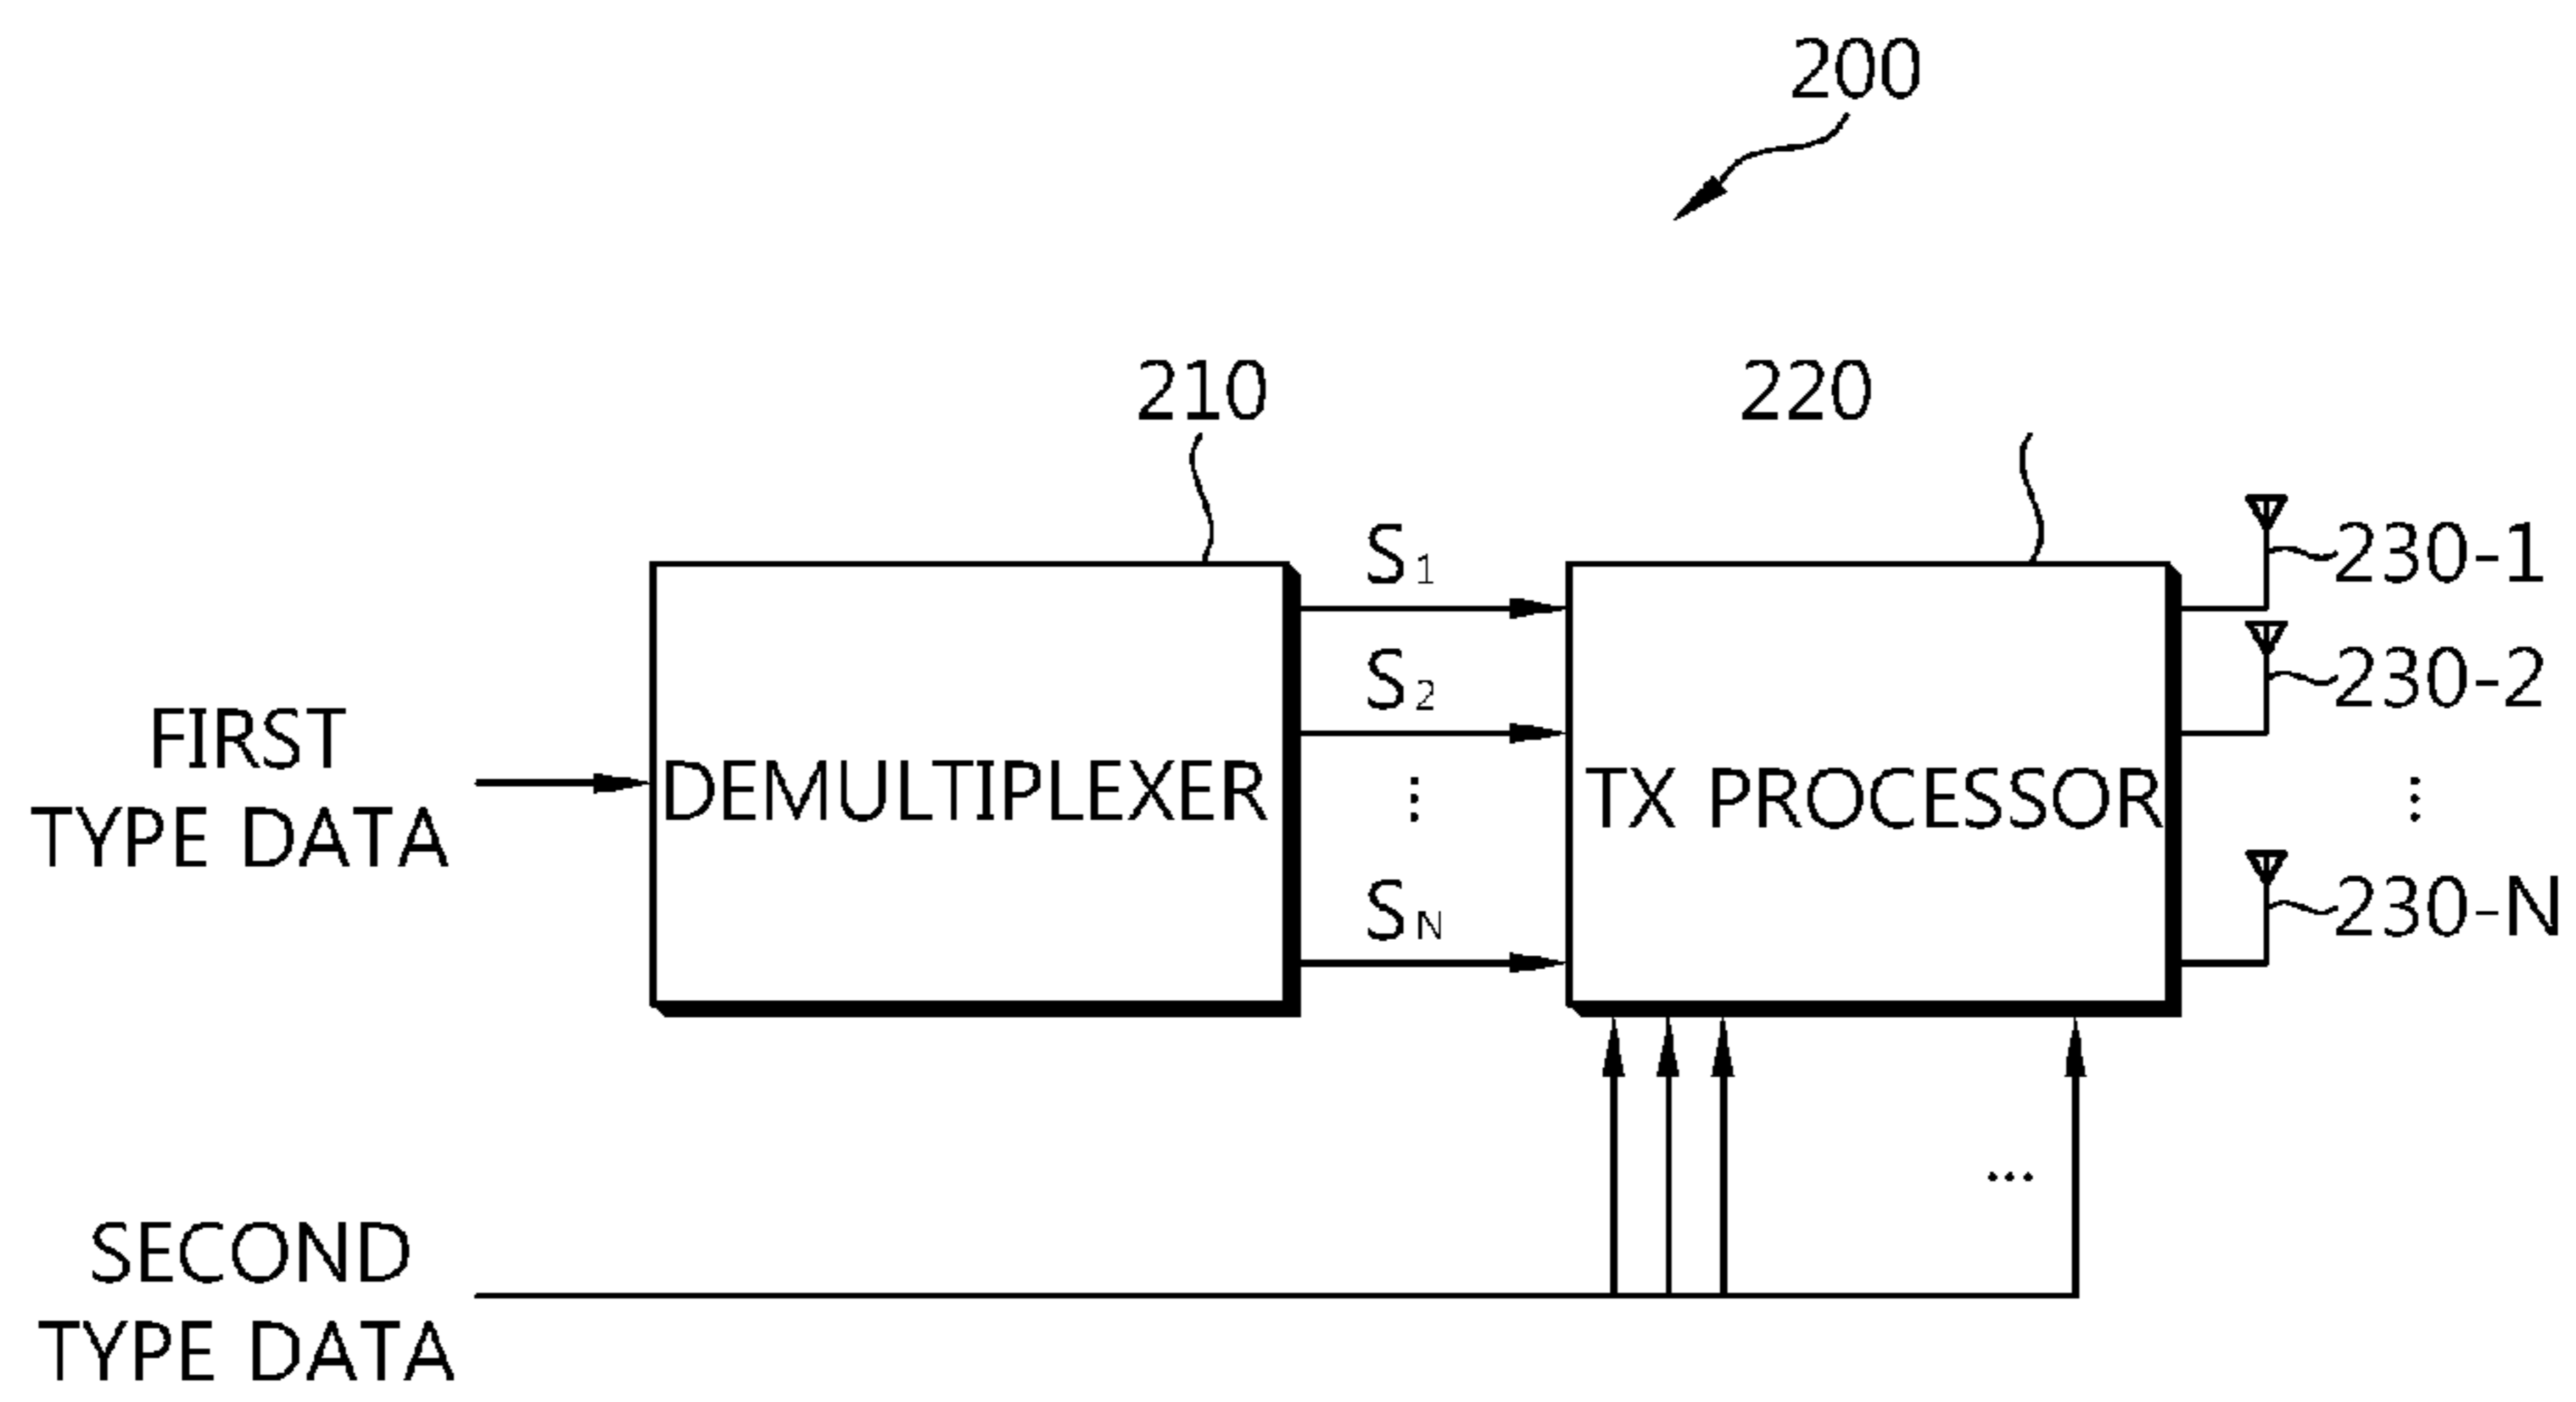 200
210
220
S1
230-1
S2
230-2
FIRST
TYPE DATA
DEMULTIPLEXER
⋮
TX PROCESSOR
⋮
SN
230-N
...
SECOND
TYPE DATA